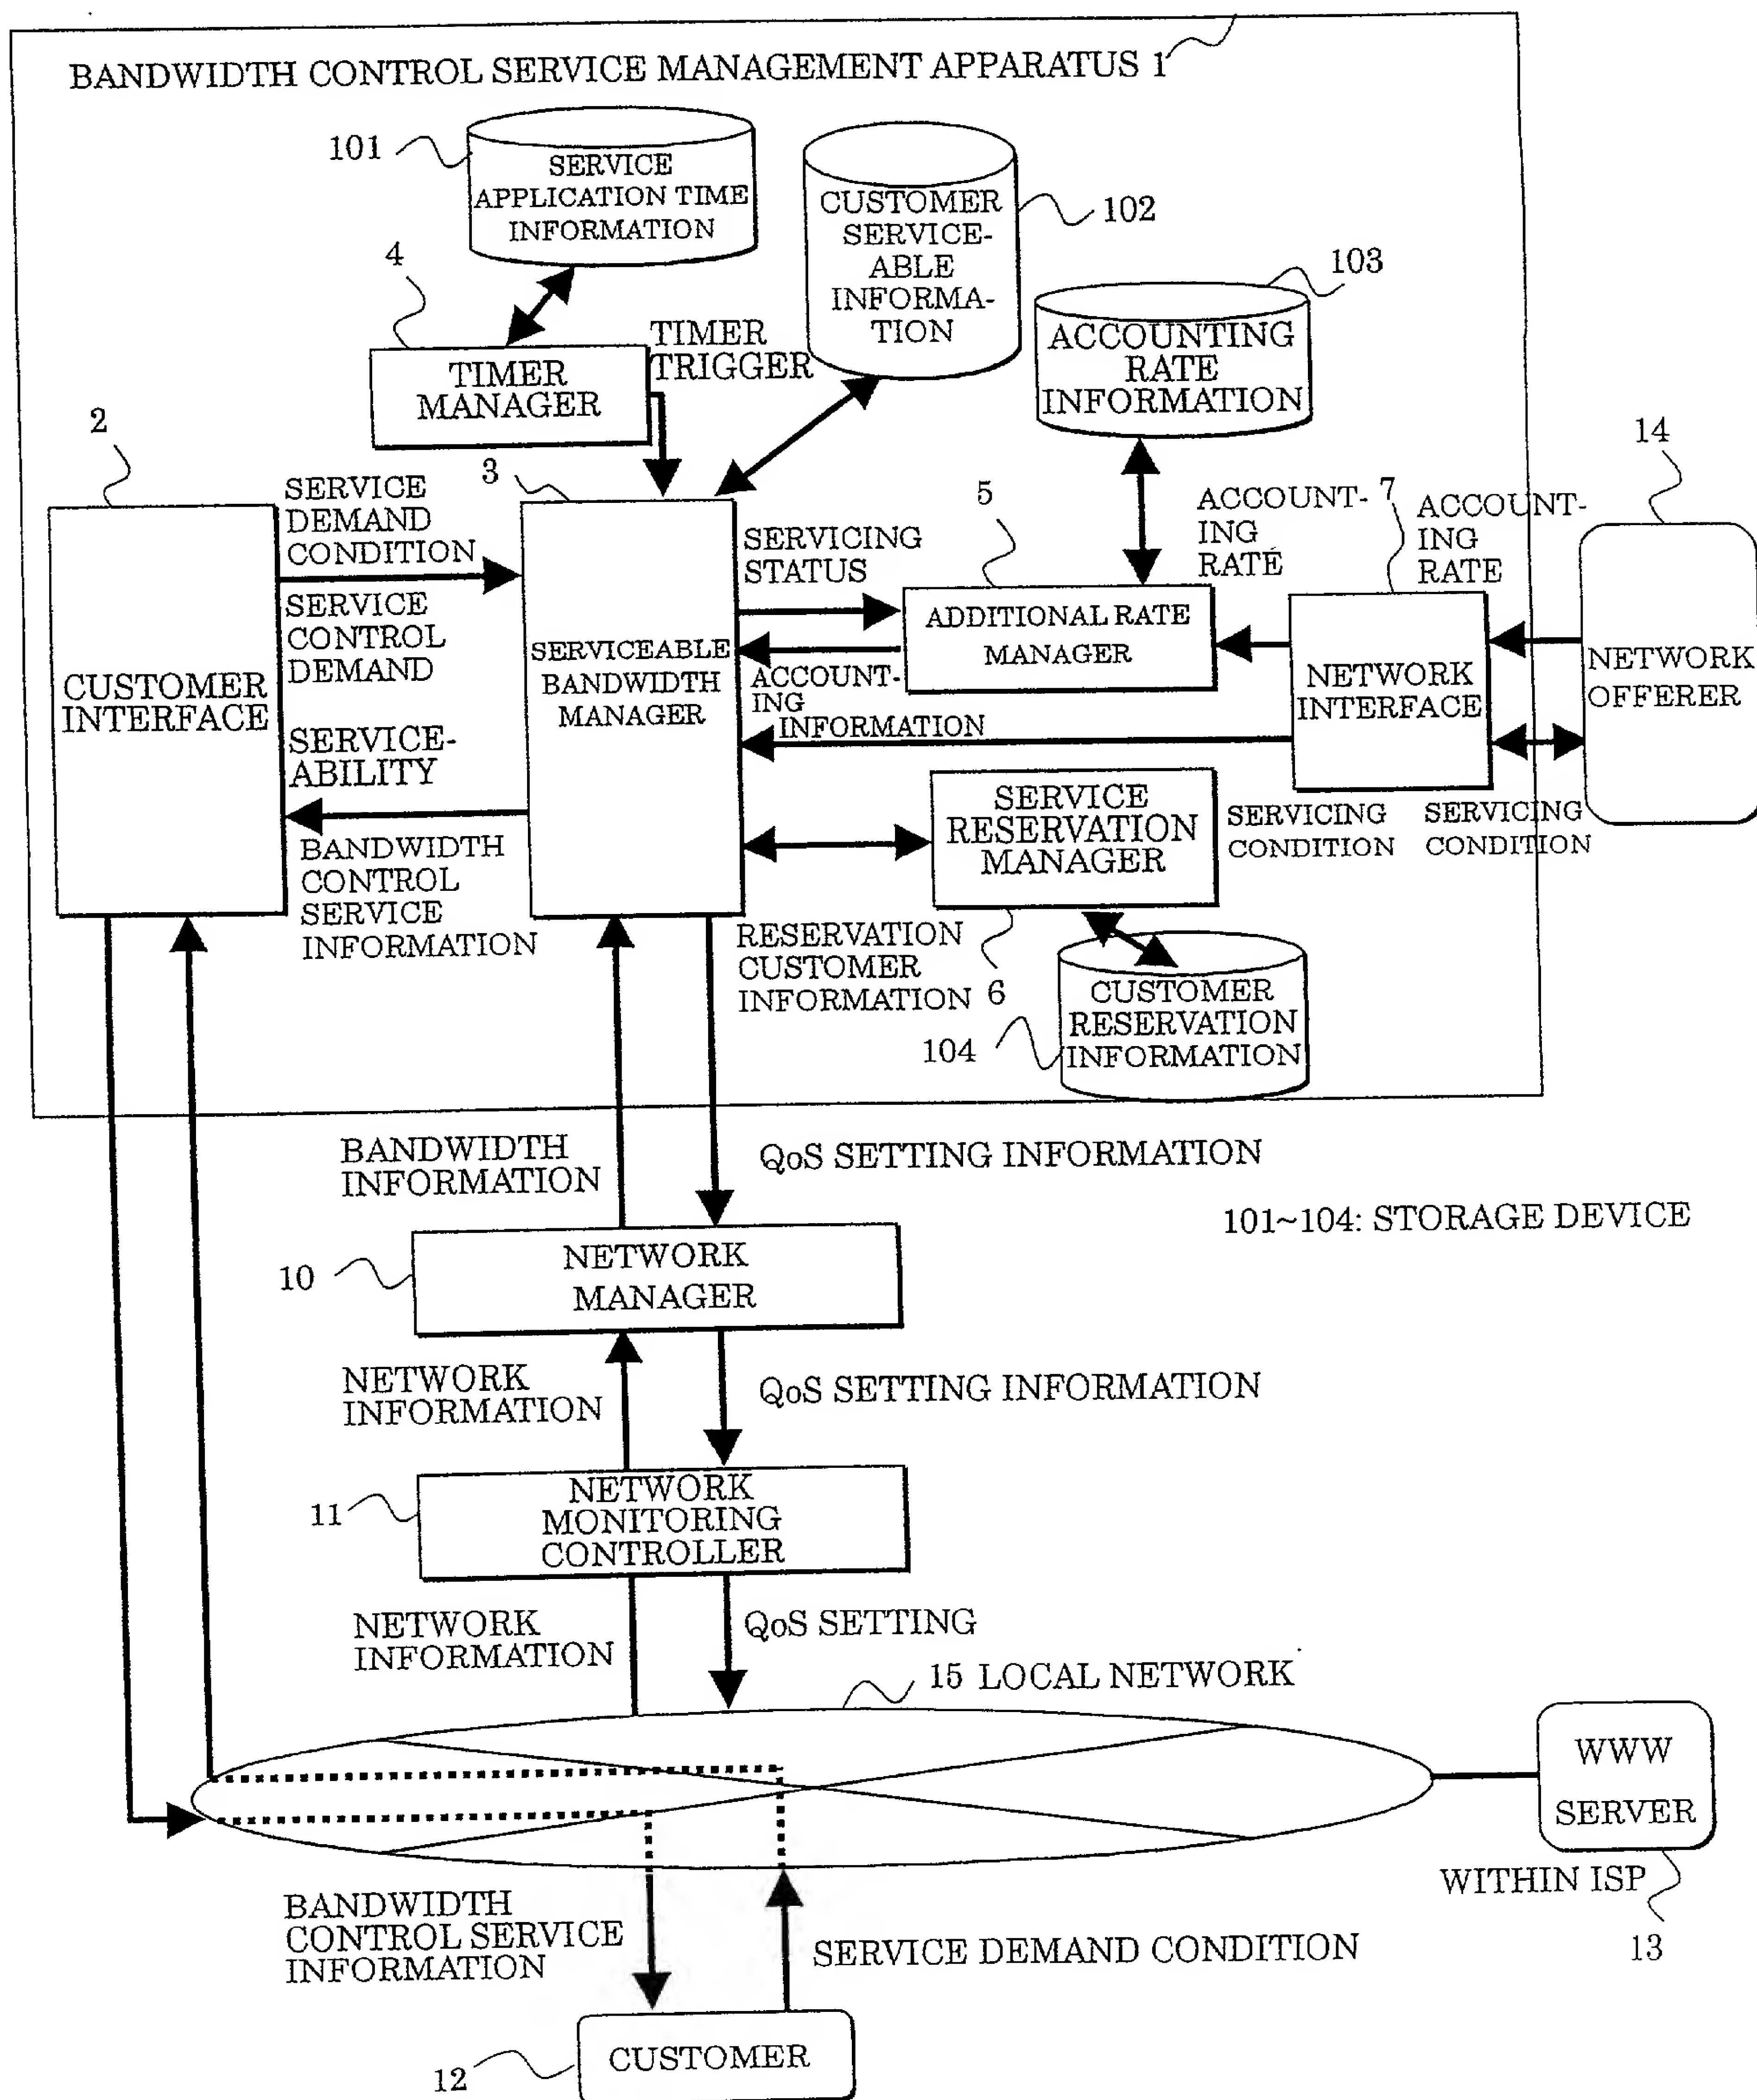 BANDWIDTH CONTROL SERVICE MANAGEMENT APPARATUS 1
101
SERVICE
APPLICATION TIME
INFORMATION
CUSTOMER
SERVICE-
ABLE
INFORMA-
TION
102
103
ACCOUNTING
RATE
INFORMATION
4
TIMER
MANAGER
TIMER
TRIGGER
2
CUSTOMER
INTERFACE
SERVICE
DEMAND
CONDITION
SERVICE
CONTROL
DEMAND
SERVICE-
ABILITY
BANDWIDTH
CONTROL
SERVICE
INFORMATION
3
SERVICEABLE
BANDWIDTH
MANAGER
SERVICING
STATUS
5
ADDITIONAL RATE
MANAGER
ACCOUNT-
ING
INFORMATION
ACCOUNT-
ING
RATE
7
NETWORK
INTERFACE
ACCOUNT-
ING
RATE
14
NETWORK
OFFERER
SERVICE
RESERVATION
MANAGER
SERVICING
CONDITION
SERVICING
CONDITION
RESERVATION
CUSTOMER
INFORMATION
6
104
CUSTOMER
RESERVATION
INFORMATION
BANDWIDTH
INFORMATION
QoS SETTING INFORMATION
101~104: STORAGE DEVICE
10
NETWORK
MANAGER
NETWORK
INFORMATION
QoS SETTING INFORMATION
11
NETWORK
MONITORING
CONTROLLER
NETWORK
INFORMATION
QoS SETTING
15 LOCAL NETWORK
WWW
SERVER
WITHIN ISP
13
BANDWIDTH
CONTROL SERVICE
INFORMATION
SERVICE DEMAND CONDITION
12
CUSTOMER